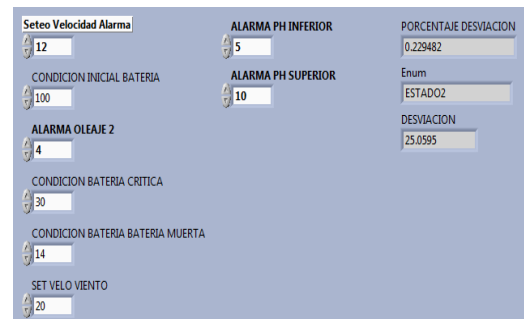 Seteo Velocidad Alarma
12
CONDICION INICIAL BATERIA
100
ALARMA OLEAJE 2
4
CONDICION BATERIA CRITICA
30
CONDICION BATERIA BATERIA MUERTA
14
SET VELO VIENTO
20
ALARMA PH INFERIOR
5
ALARMA PH SUPERIOR
10
PORCENTAJE DESVIACION
0.229482
Enum
ESTADO2
DESVIACION
25.0595